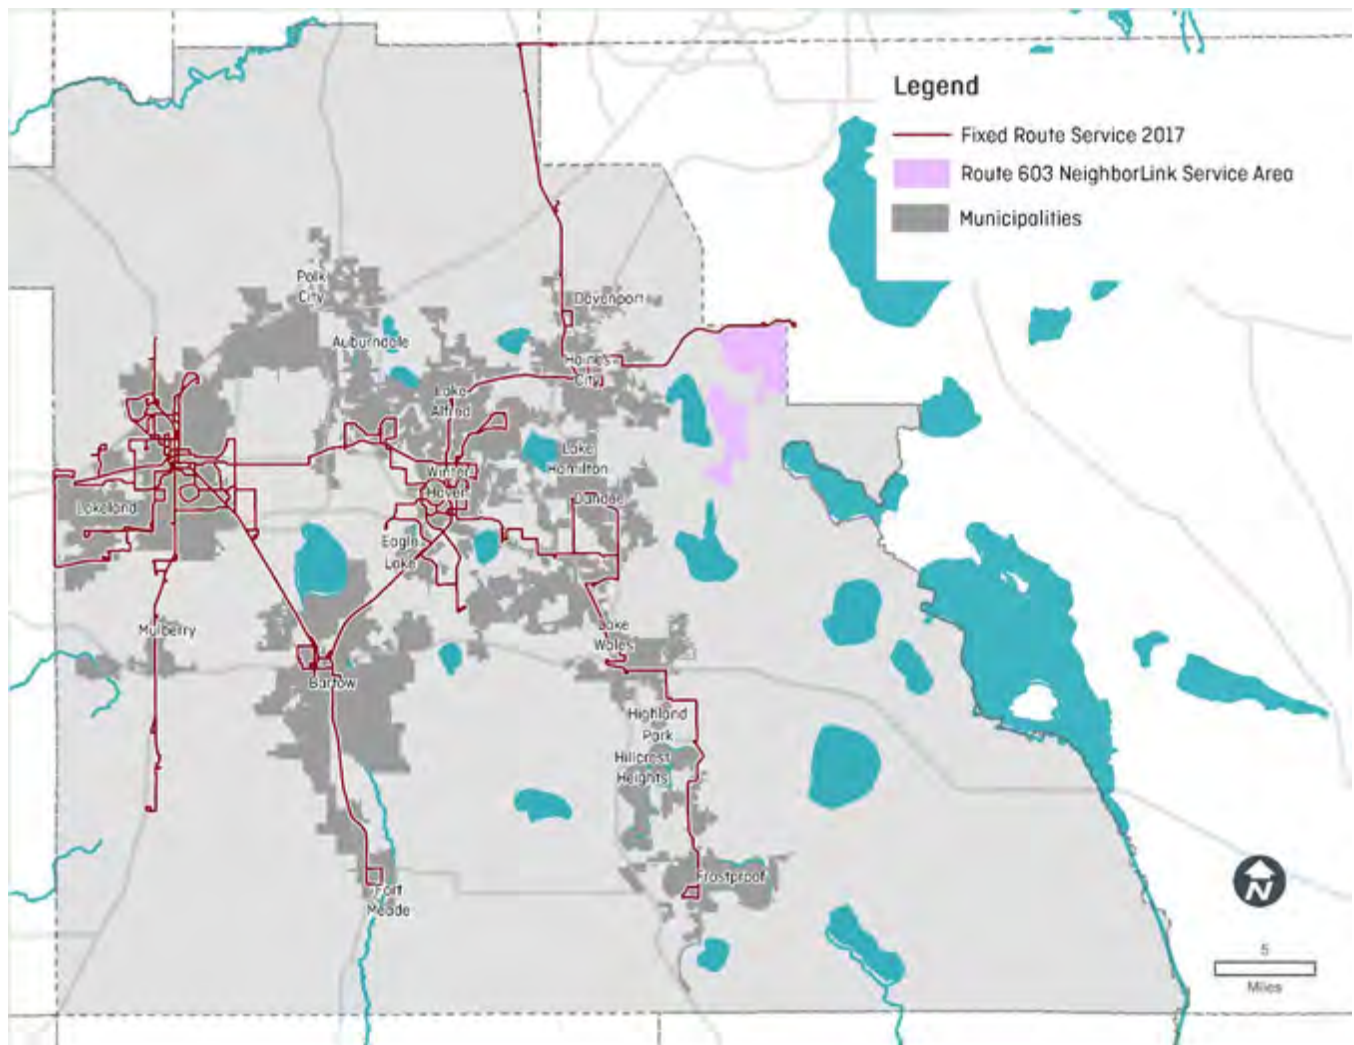 Legend
Fixed Route Service 2017
Route 603 NeighborLink Service Area
Municipalities
Polk
City
Davenport
Auburndale
Haines
City
Lake
Alfred
Lake
Hamilton
Winter
Haven
Dundee
Lakeland
Eagle
Lake
Mulberry
Lake
Wales
Bartow
Highland
Park
Hillcrest
Heights
Frostproof
Fort
Meade
N
5
Miles